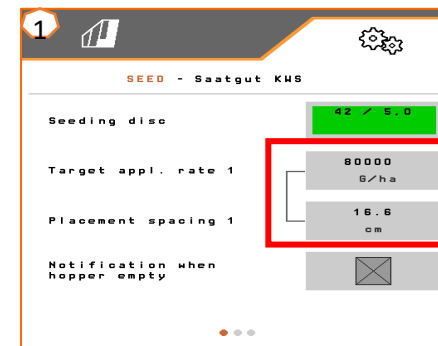 1
SEED - Saatgut KWS
Seeding disc
42 / 5,0
Target appl. rate 1
80000
G/ha
Placement spacing 1
16.6
cm
Notification when
hopper empty